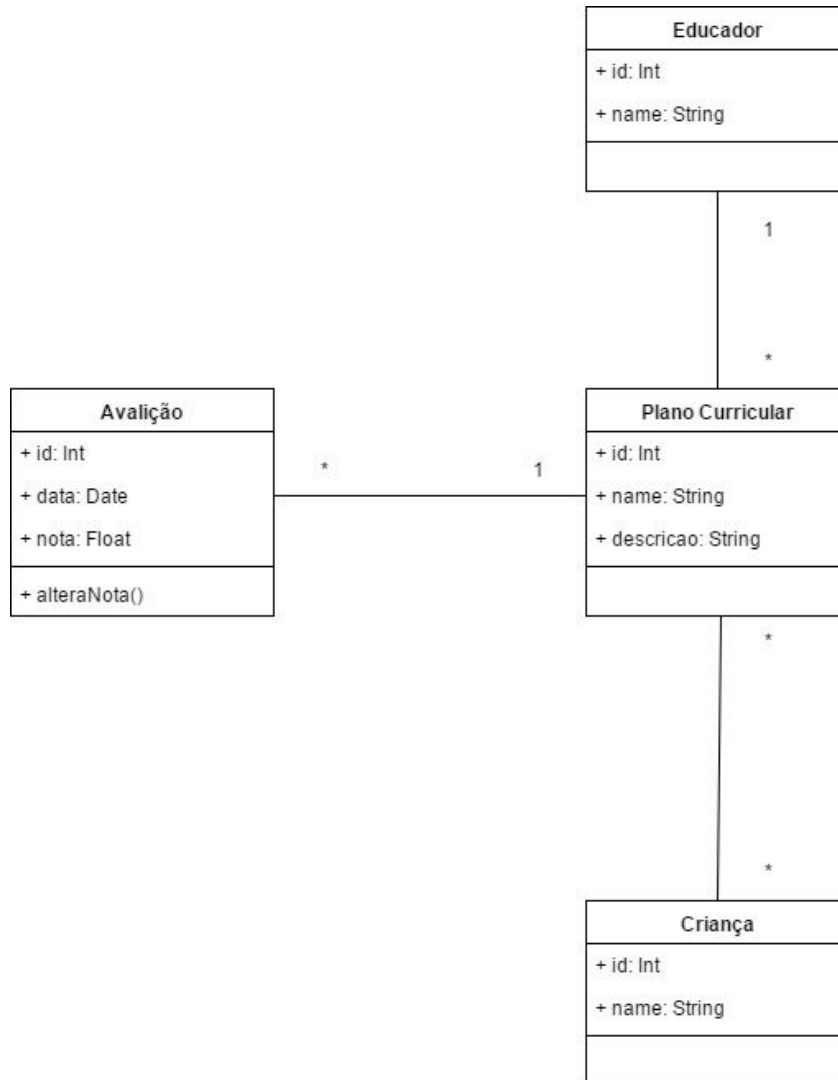 Educador
+ id: Int
+ name: String
1
*
Avalição
+ id: Int
+ data: Date
+ nota: Float
+ alteraNota()
*
1
Plano Curricular
+ id: Int
+ name: String
+ descricao: String
*
*
Criança
+ id: Int
+ name: String